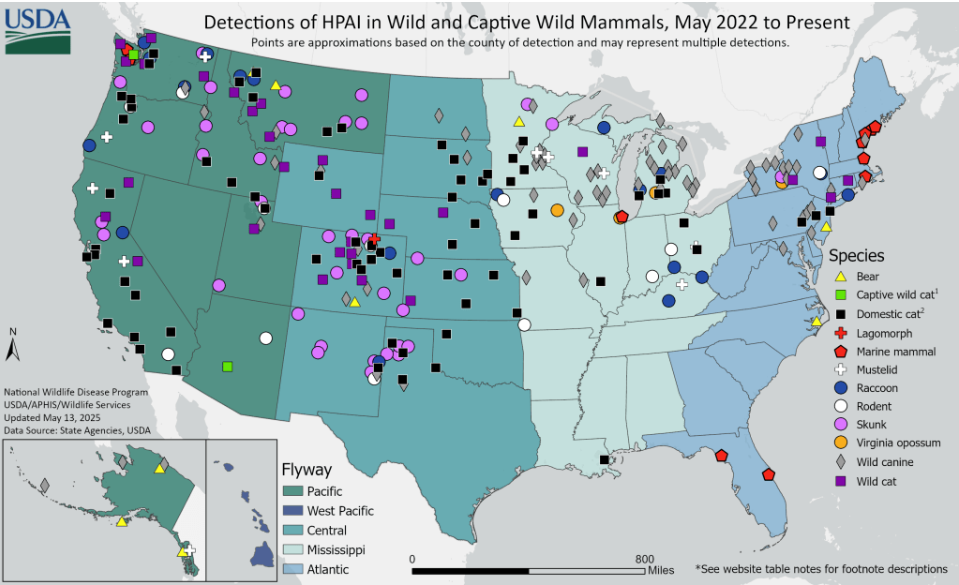 USDA
Detections of HPAI in Wild and Captive Wild Mammals, May 2022 to Present
Points are approximations based on the county of detection and may represent multiple detections.
Species
Bear
Captive wild cat¹
Domestic cat²
Lagomorph
Marine mammal
Mustelid
Raccoon
Rodent
Skunk
Virginia opossum
Wild canine
Wild cat
N
National Wildlife Disease Program
USDA/APHIS/Wildlife Services
Updated May 13, 2025
Data Source: State Agencies, USDA
Flyway
Pacific
West Pacific
Central
Mississippi
Atlantic
0 800
Miles
*See website table notes for footnote descriptions